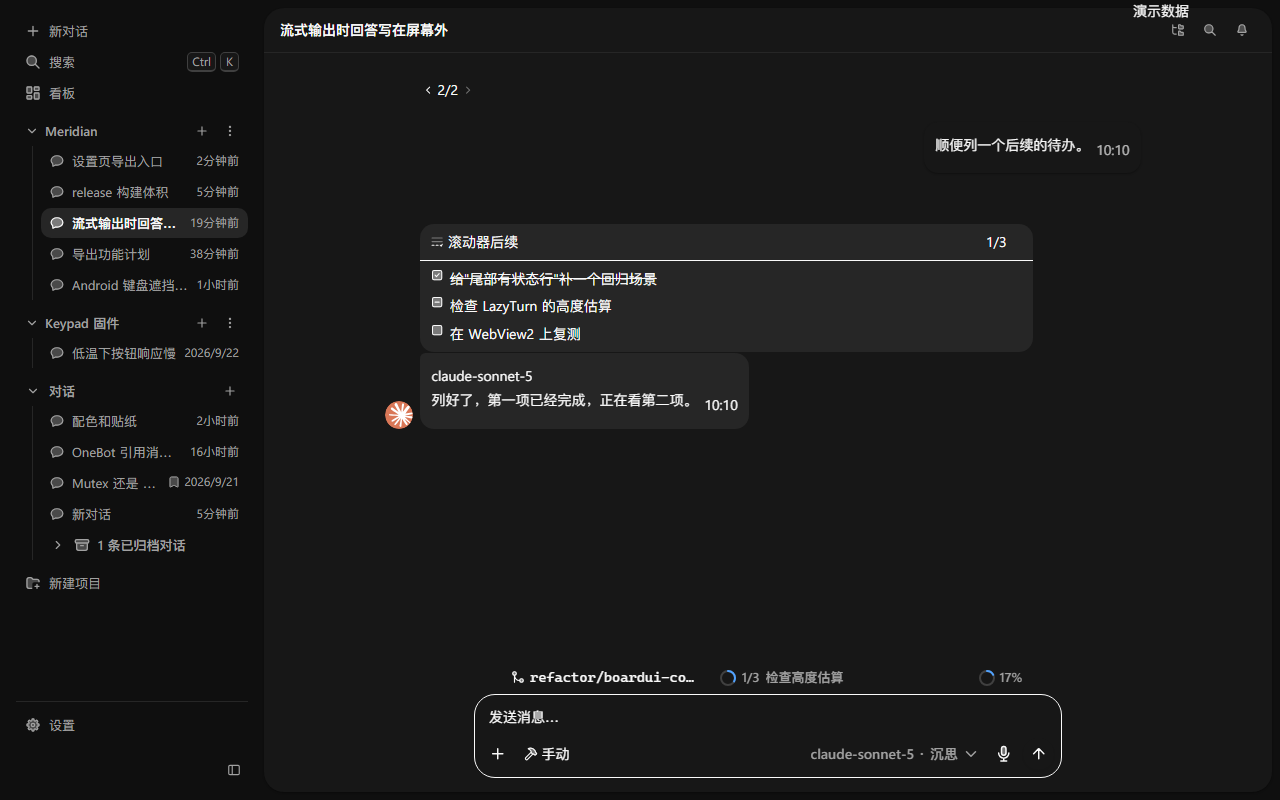 演示数据
新对话
搜索 Ctrl K
看板
Meridian
设置页导出入口 2分钟前
release 构建体积 5分钟前
流式输出时回答… 19分钟前
导出功能计划 38分钟前
Android 键盘遮挡… 1小时前
Keypad 固件
低温下按钮响应慢 2026/9/22
对话
配色和贴纸 2小时前
OneBot 引用消… 16小时前
Mutex 还是 … 2026/9/21
新对话 5分钟前
1 条已归档对话
新建项目
设置
流式输出时回答写在屏幕外
2/2
顺便列一个后续的待办。 10:10
滚动器后续 1/3
给"尾部有状态行"补一个回归场景
检查 LazyTurn 的高度估算
在 WebView2 上复测
claude-sonnet-5
列好了，第一项已经完成，正在看第二项。 10:10
refactor/boardui-co… 1/3 检查高度估算 17%
发送消息…
手动 claude-sonnet-5 · 沉思